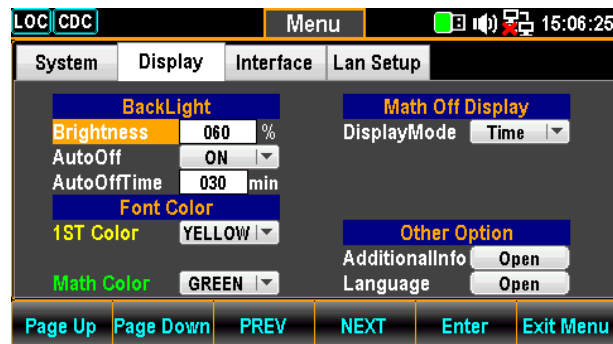 LOC CDC Menu 15:06:25
System Display Interface Lan Setup
BackLight Math Off Display
Brightness 060 % DisplayMode Time
AutoOff ON
AutoOffTime 030 min
Font Color
1ST Color YELLOW Other Option
AdditionalInfo Open
Math Color GREEN Language Open
Page Up Page Down PREV NEXT Enter Exit Menu